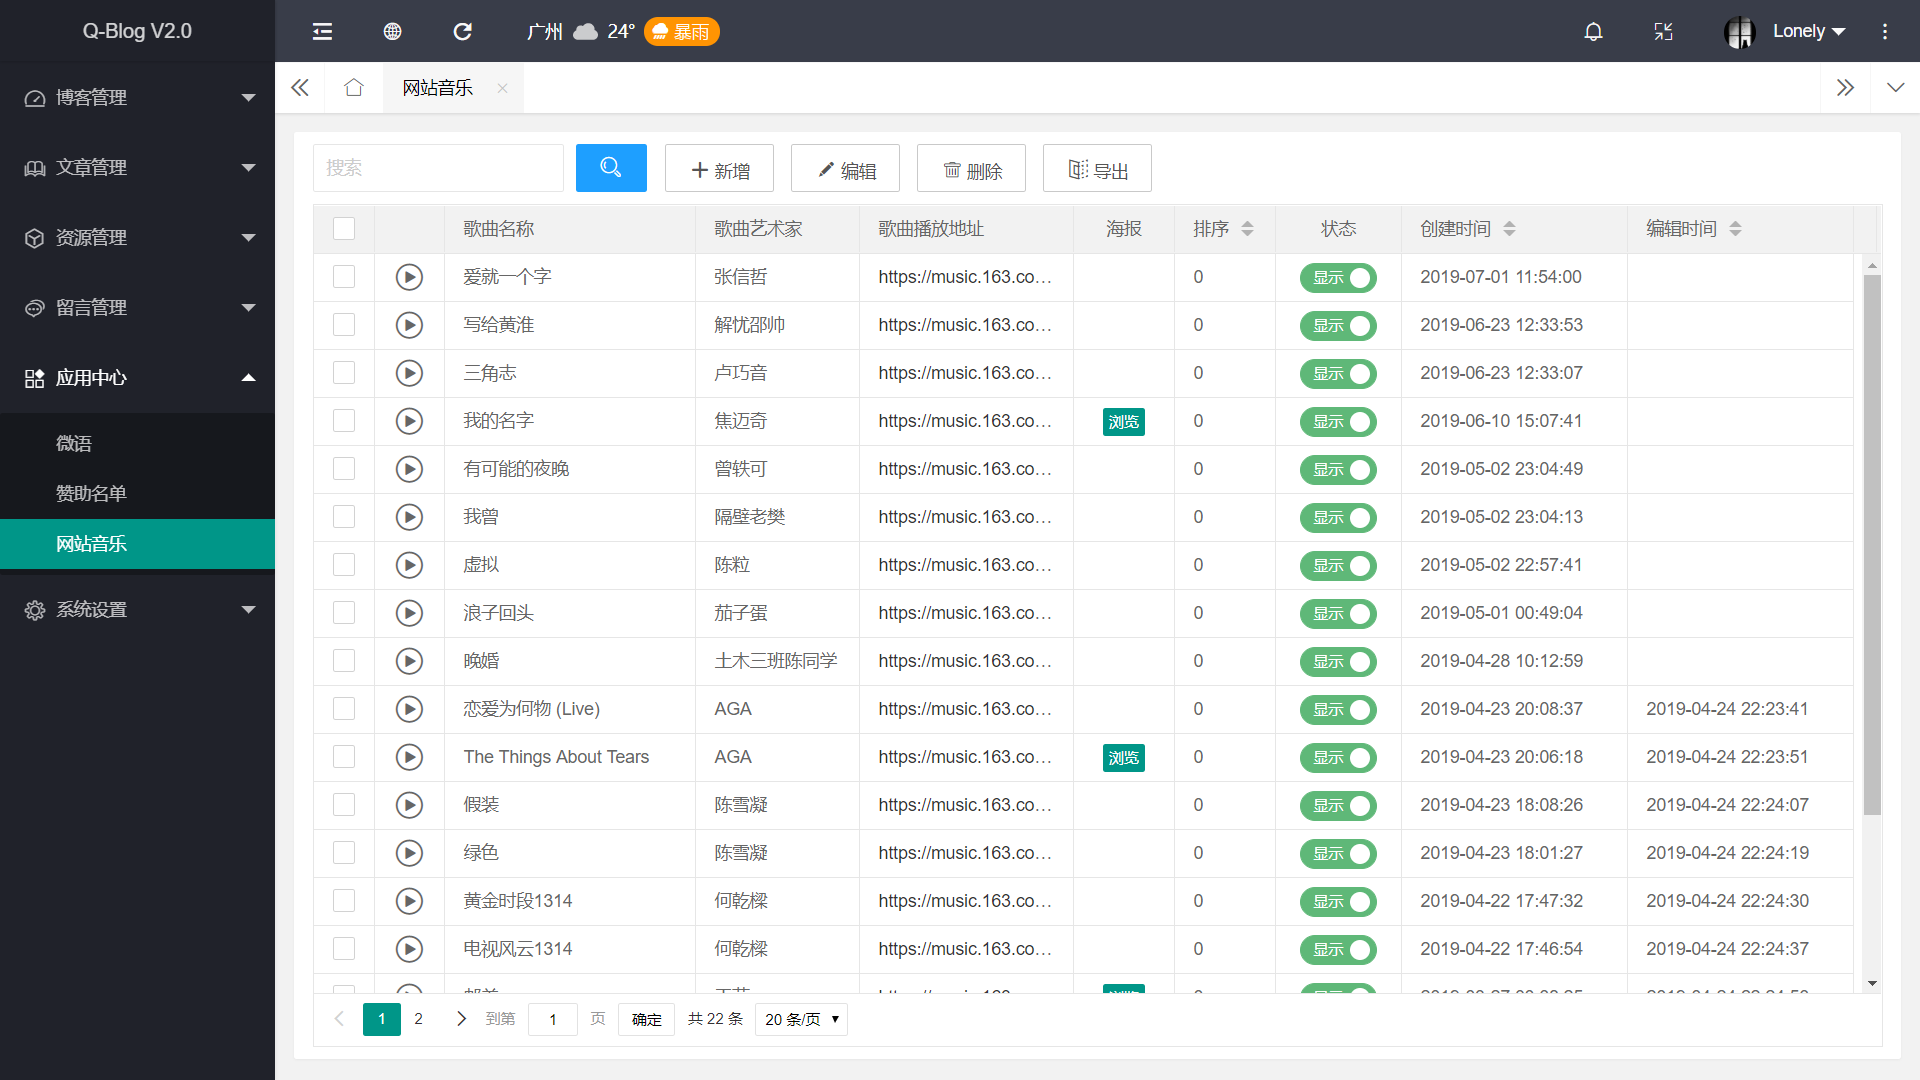 Q-Blog V2.0
广州 24° 暴雨
Lonely
博客管理
文章管理
资源管理
留言管理
应用中心
微语
赞助名单
网站音乐
系统设置
网站音乐
搜索 新增 编辑 删除 导出
歌曲名称 歌曲艺术家 歌曲播放地址 海报 排序 状态 创建时间 编辑时间
爱就一个字 张信哲 https://music.163.co... 0 显示 2019-07-01 11:54:00
写给黄淮 解忧邵帅 https://music.163.co... 0 显示 2019-06-23 12:33:53
三角志 卢巧音 https://music.163.co... 0 显示 2019-06-23 12:33:07
我的名字 焦迈奇 https://music.163.co... 浏览 0 显示 2019-06-10 15:07:41
有可能的夜晚 曾轶可 https://music.163.co... 0 显示 2019-05-02 23:04:49
我曾 隔壁老樊 https://music.163.co... 0 显示 2019-05-02 23:04:13
虚拟 陈粒 https://music.163.co... 0 显示 2019-05-02 22:57:41
浪子回头 茄子蛋 https://music.163.co... 0 显示 2019-05-01 00:49:04
晚婚 土木三班陈同学 https://music.163.co... 0 显示 2019-04-28 10:12:59
恋爱为何物 (Live) AGA https://music.163.co... 0 显示 2019-04-23 20:08:37 2019-04-24 22:23:41
The Things About Tears AGA https://music.163.co... 浏览 0 显示 2019-04-23 20:06:18 2019-04-24 22:23:51
假装 陈雪凝 https://music.163.co... 0 显示 2019-04-23 18:08:26 2019-04-24 22:24:07
绿色 陈雪凝 https://music.163.co... 0 显示 2019-04-23 18:01:27 2019-04-24 22:24:19
黄金时段1314 何乾樑 https://music.163.co... 0 显示 2019-04-22 17:47:32 2019-04-24 22:24:30
电视风云1314 何乾樑 https://music.163.co... 0 显示 2019-04-22 17:46:54 2019-04-24 22:24:37
1 2 到第 1 页 确定 共 22 条 20 条/页